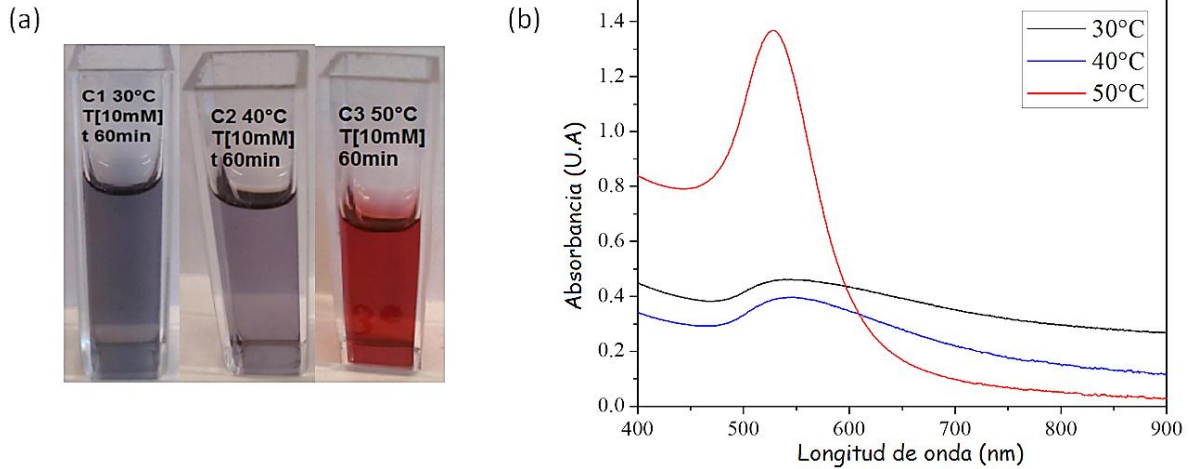 (a)
C1 30°C
T[10mM]
t 60min
C2 40°C
T[10mM]
t 60min
C3 50°C
T[10mM]
60min
3
(b)
Absorbancia (U.A)
1.4
1.2
1.0
0.8
0.6
0.4
0.2
0.0
30°C
40°C
50°C
400
500
600
700
800
900
Longitud de onda (nm)